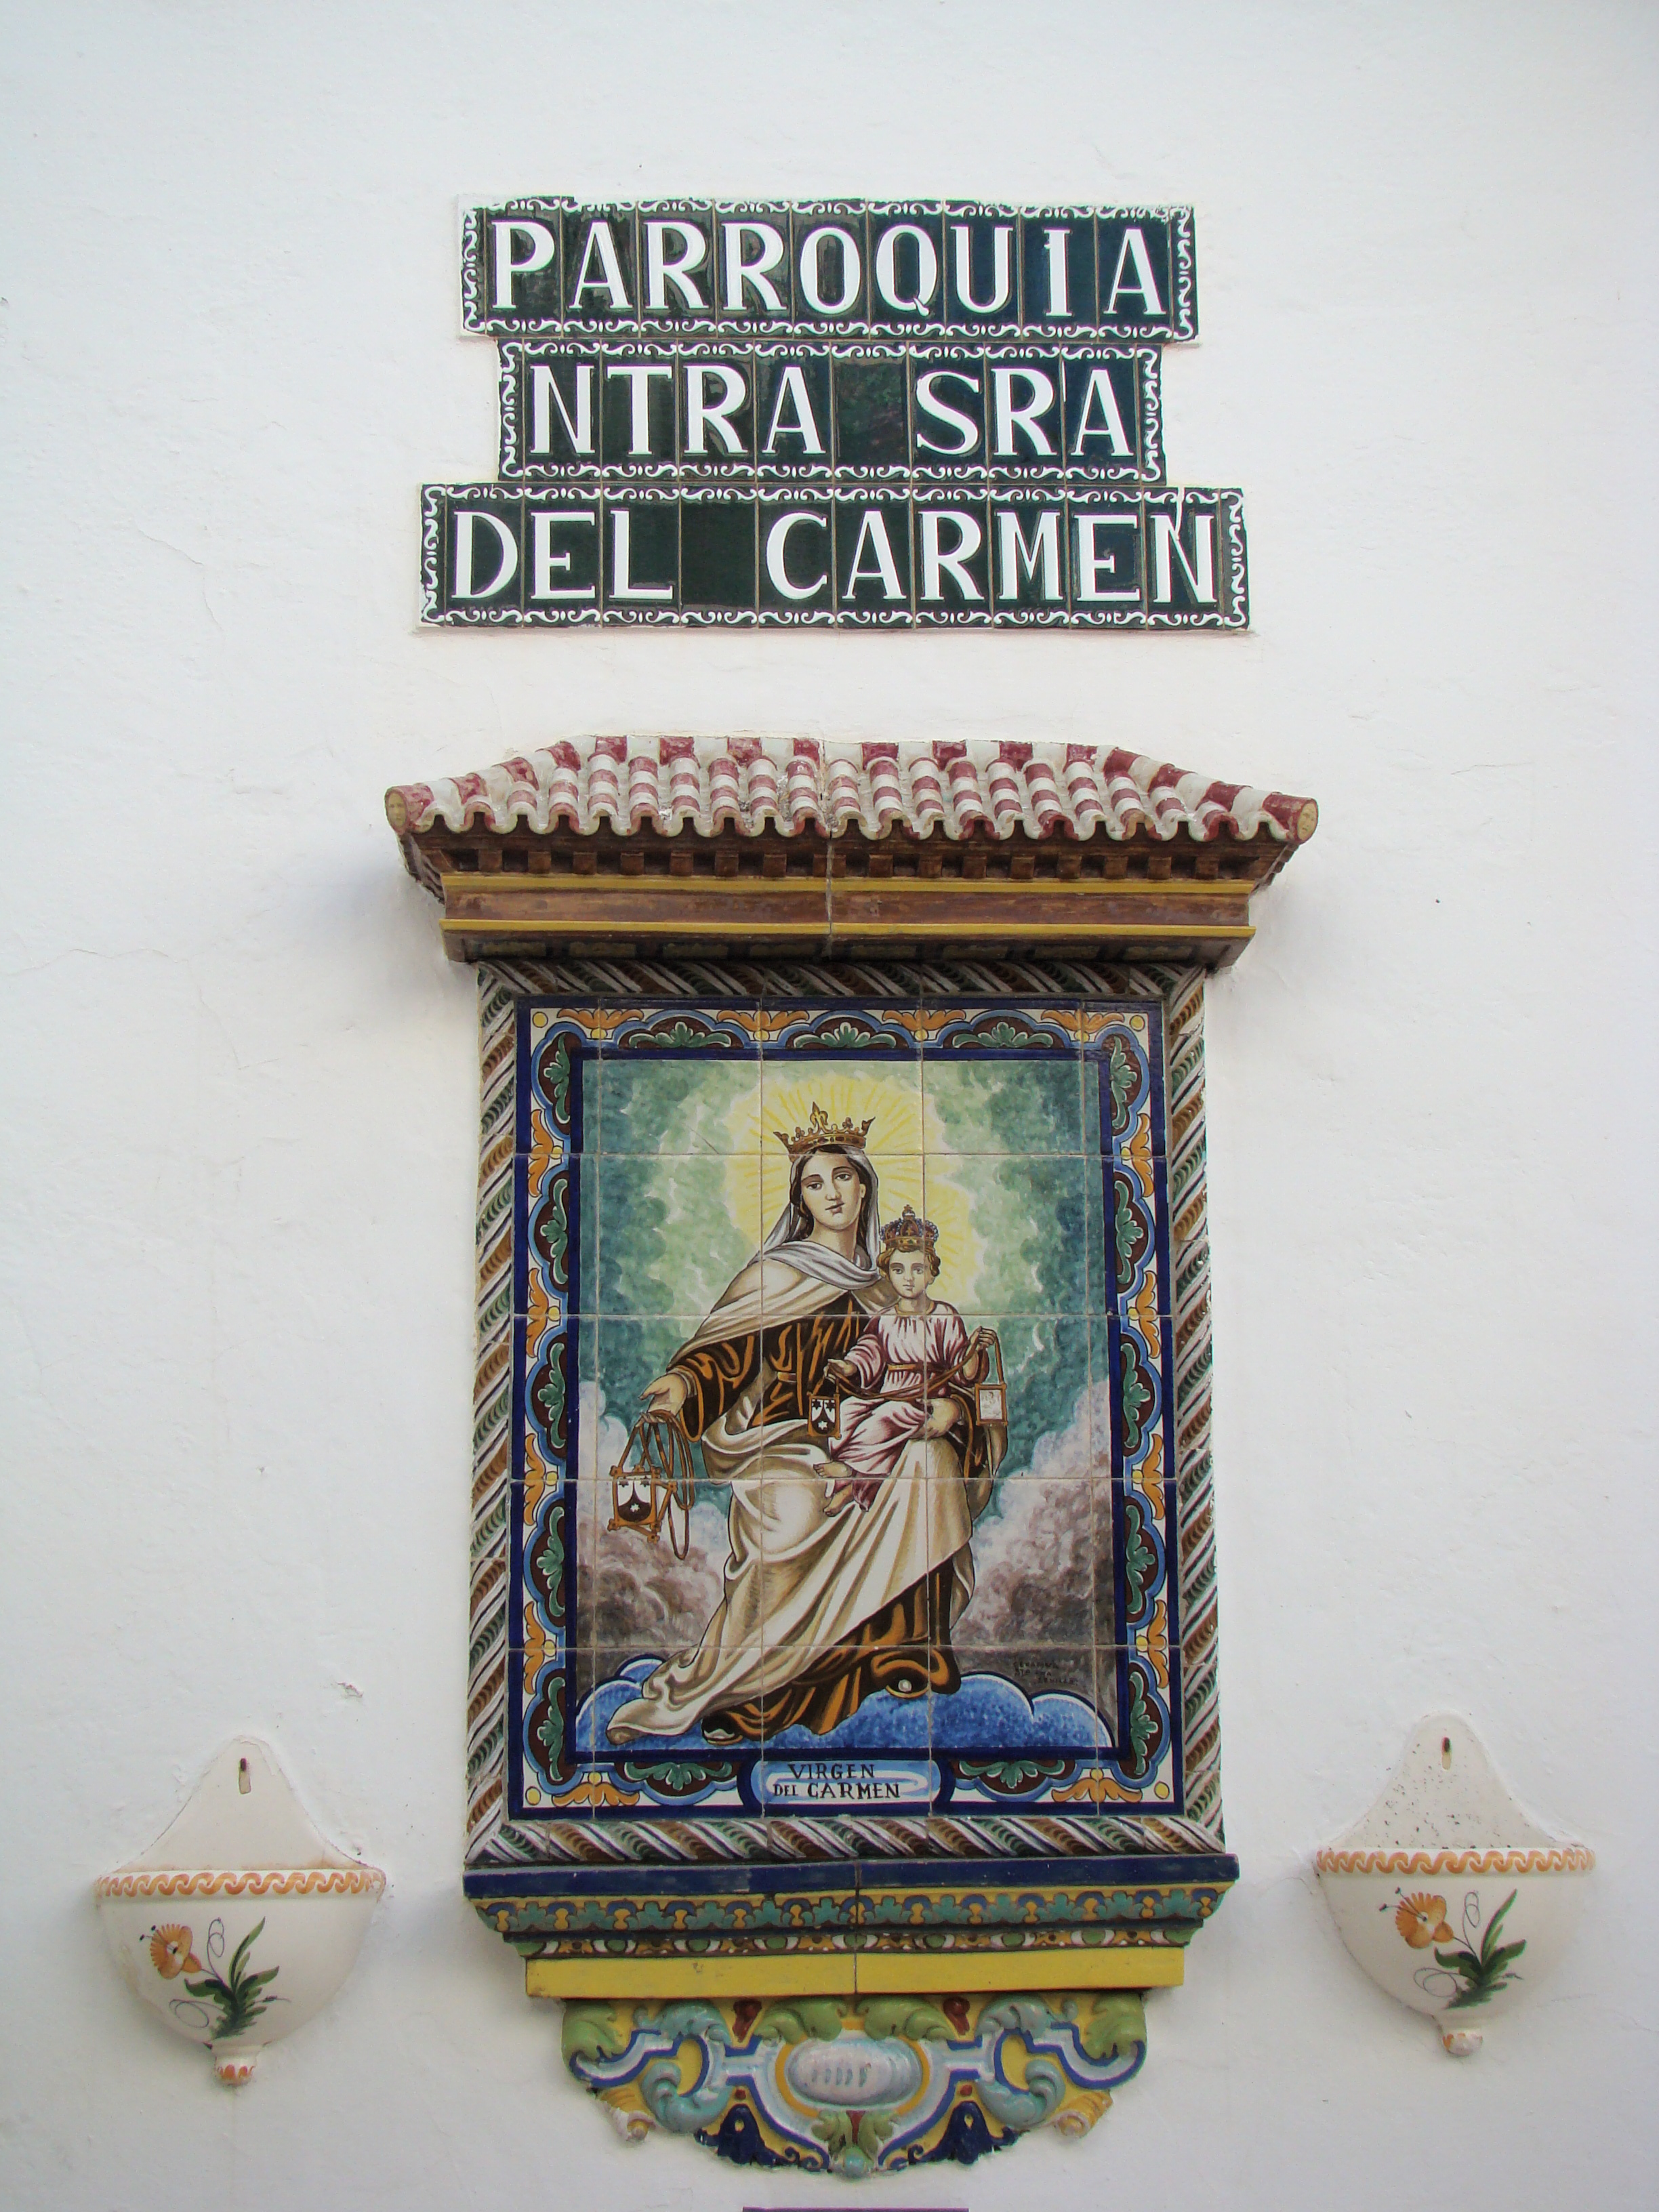 PARROQUIA
NTRA SRA
DEL CARMEN
VIRGEN
DEL CARMEN